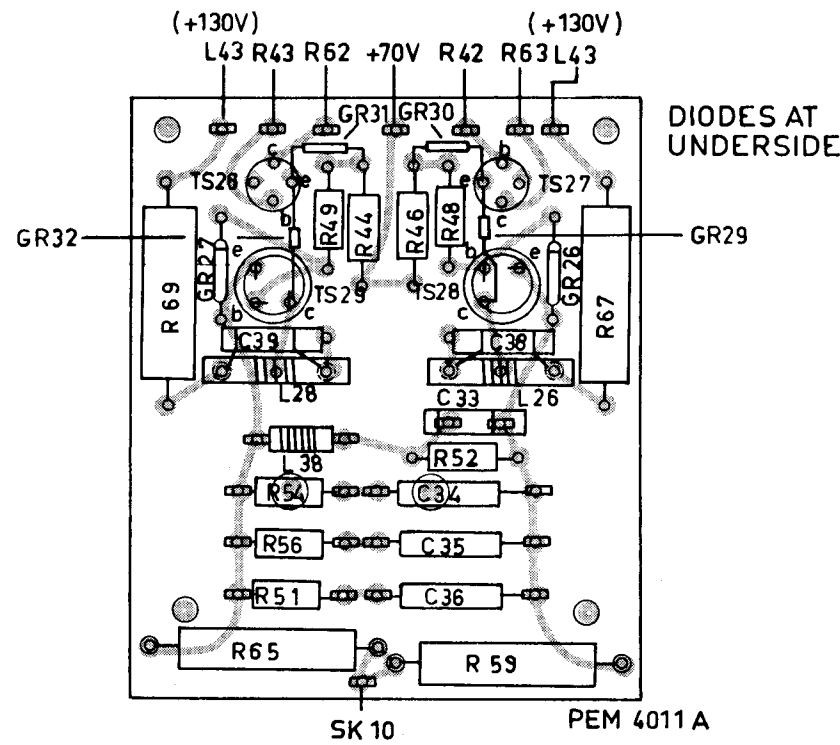 (+130V) (+130V)
L43 R43 R62 +70V R42 R63 L43
GR31 GR30
DIODES AT
UNDERSIDE
c b
TS26 e e TS27
b c
R49 R44 R46 R48
GR32 GR29
e b e
GR27 GR26
R69 R67
TS29 TS28
b c c
C39 C38
L28 L26
C33
L38 R52
R54 C34
R56 C35
R51 C36
R65 R59
SK10 PEM 4011 A